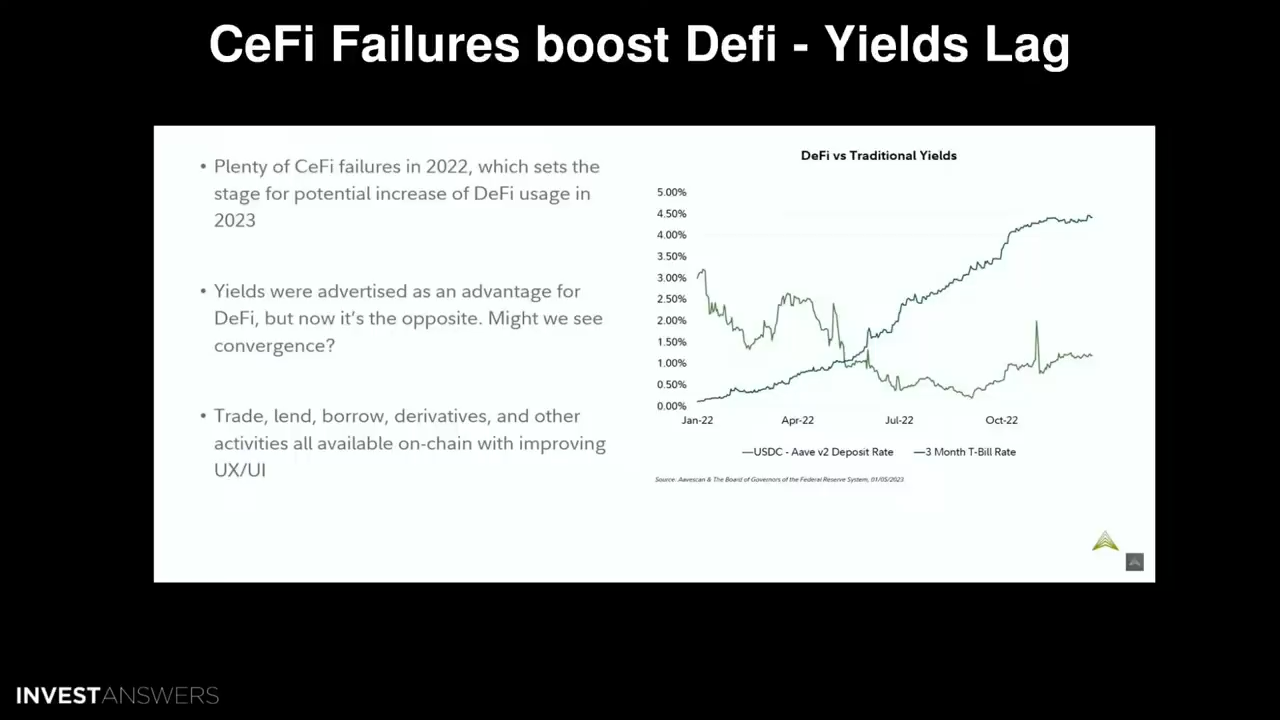 CeFi Failures boost Defi - Yields Lag
• Plenty of CeFi failures in 2022, which sets the
stage for potential increase of DeFi usage in
2023
• Yields were advertised as an advantage for
DeFi, but now it's the opposite. Might we see
convergence?
• Trade, lend, borrow, derivatives, and other
activities all available on-chain with improving
UX/UI
DeFi vs Traditional Yields
5.00%
4.50%
4.00%
3.50%
3.00%
2.50%
2.00%
1.50%
1.00%
0.50%
0.00%
Jan-22 Apr-22 Jul-22 Oct-22
USDC - Aave v2 Deposit Rate 3 Month T-Bill Rate
Source: Aavescan & The Board of Governors of the Federal Reserve System, 01/05/2023.
INVESTANSWERS